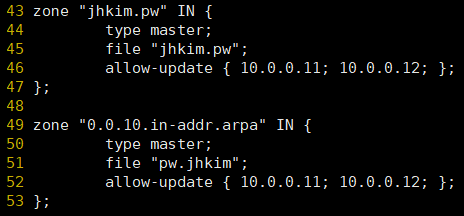 43 zone "jhkim.pw" IN {
44         type master;
45         file "jhkim.pw";
46         allow-update { 10.0.0.11; 10.0.0.12; };
47 };
48
49 zone "0.0.10.in-addr.arpa" IN {
50         type master;
51         file "pw.jhkim";
52         allow-update { 10.0.0.11; 10.0.0.12; };
53 };